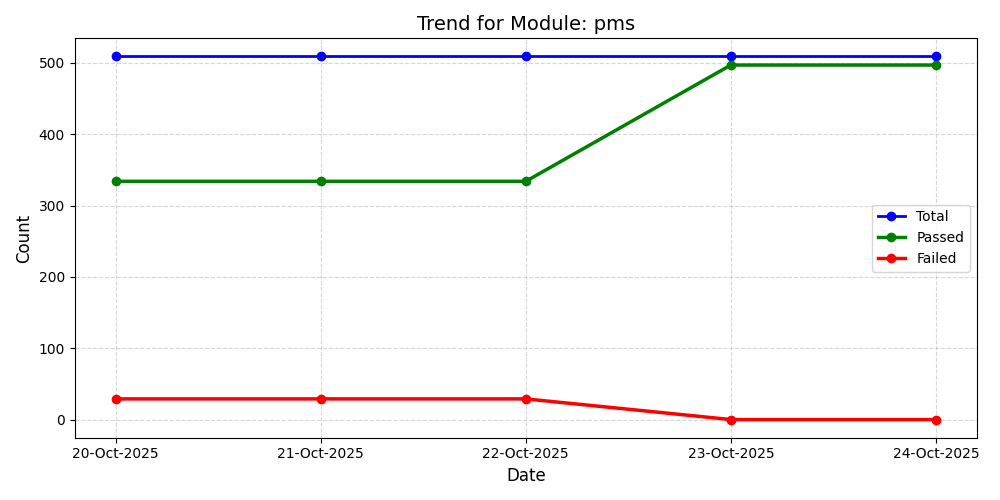 Trend for Module: pms
Count
500
400
300
200
100
0
Total
Passed
Failed
20-Oct-2025
21-Oct-2025
22-Oct-2025
23-Oct-2025
24-Oct-2025
Date